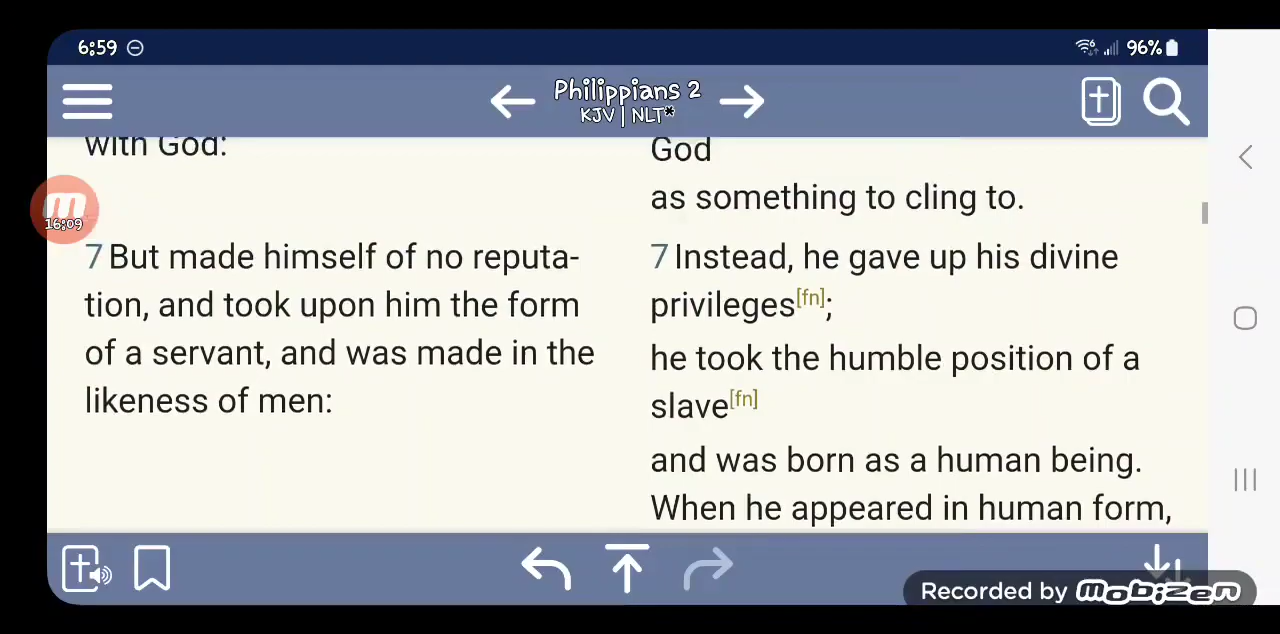 6:59
96%
Philippians 2
KJV | NLT*
with God:
16:09
7 But made himself of no reputa-
tion, and took upon him the form
of a servant, and was made in the
likeness of men:
God
as something to cling to.
7 Instead, he gave up his divine
privileges[fn];
he took the humble position of a
slave[fn]
and was born as a human being.
When he appeared in human form,
Recorded by mobizen